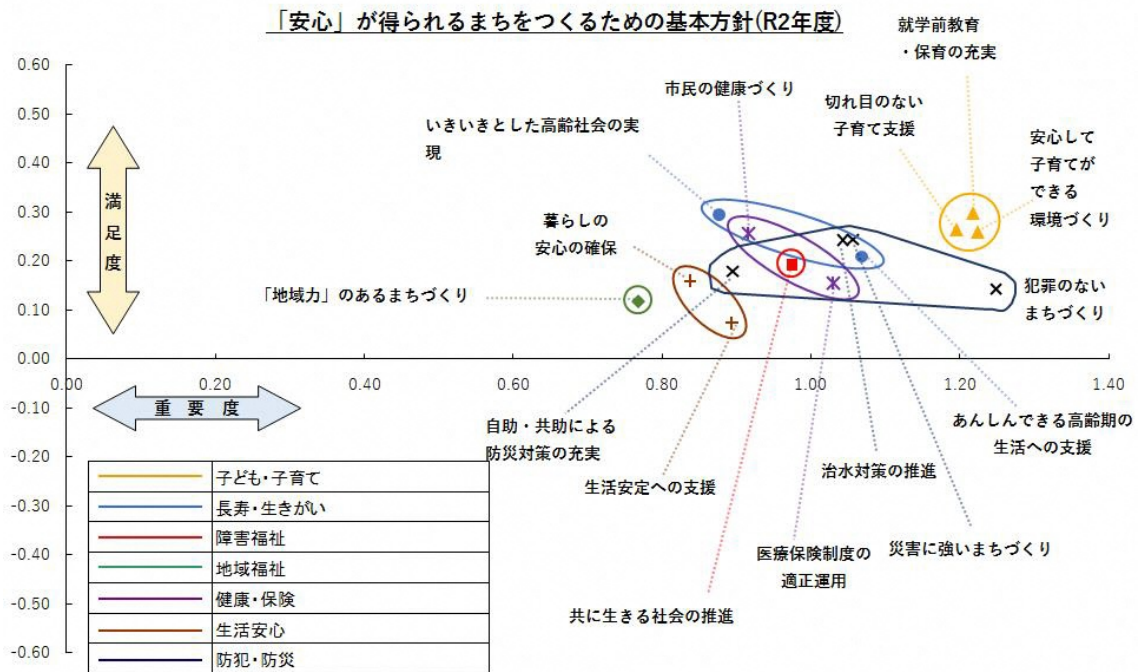 「安心」が得られるまちをつくるための基本方針(R2年度)
就学前教育
・保育の充実
市民の健康づくり
切れ目のない
子育て支援
いきいきとした高齢社会の実
現
安心して
子育てが
できる
環境づくり
暮らしの
安心の確保
「地域力」のあるまちづくり
犯罪のない
まちづくり
満足度
重要度
0.60
0.50
0.40
0.30
0.20
0.10
0.00
-0.10
-0.20
-0.30
-0.40
-0.50
-0.60
0.00
0.20
0.40
0.60
0.80
1.00
1.20
1.40
自助・共助による
防災対策の充実
生活安定への支援
共に生きる社会の推進
医療保険制度の
適正運用
治水対策の推進
災害に強いまちづくり
あんしんできる高齢期の
生活への支援
子ども・子育て
長寿・生きがい
障害福祉
地域福祉
健康・保険
生活安心
防犯・防災